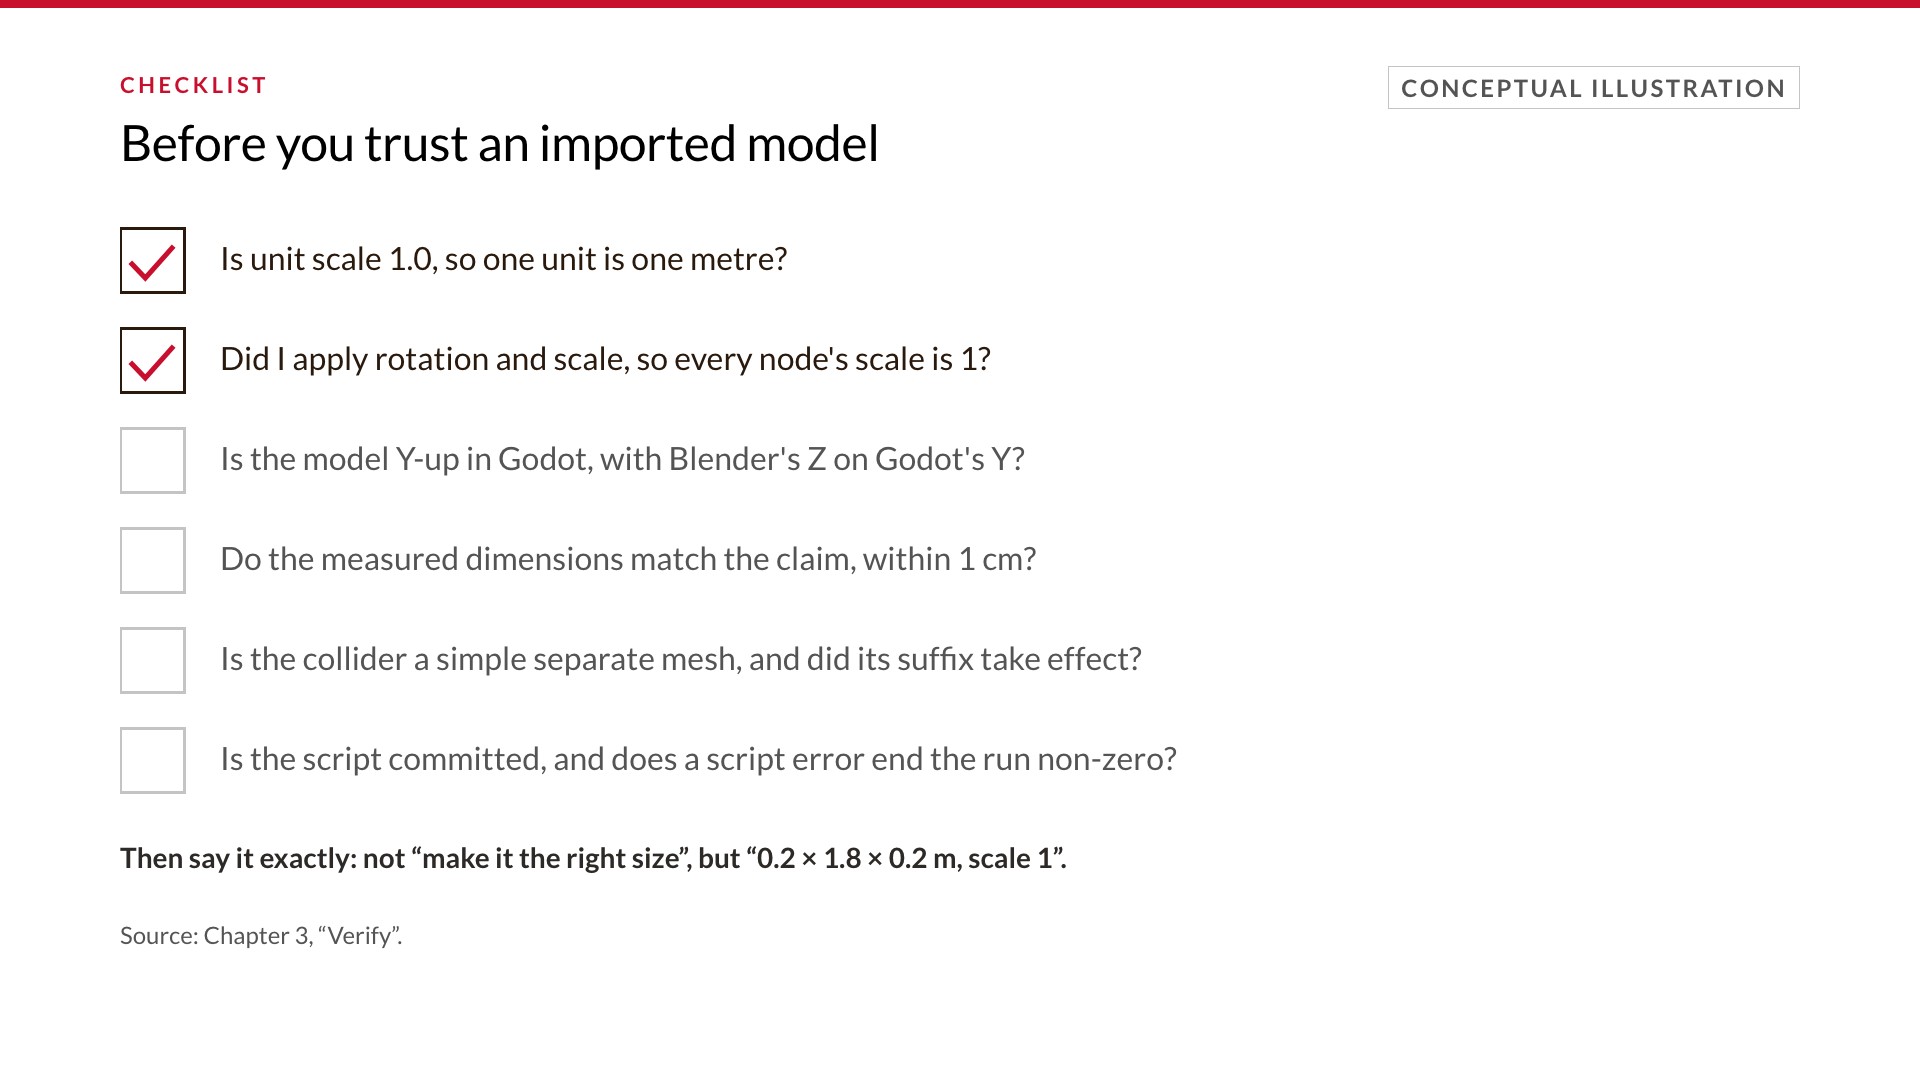 CHECKLIST
CONCEPTUAL ILLUSTRATION
Before you trust an imported model
Is unit scale 1.0, so one unit is one metre?
Did I apply rotation and scale, so every node's scale is 1?
Is the model Y-up in Godot, with Blender's Z on Godot's Y?
Do the measured dimensions match the claim, within 1 cm?
Is the collider a simple separate mesh, and did its suffix take effect?
Is the script committed, and does a script error end the run non-zero?
Then say it exactly: not “make it the right size”, but “0.2 × 1.8 × 0.2 m, scale 1”.
Source: Chapter 3, “Verify”.